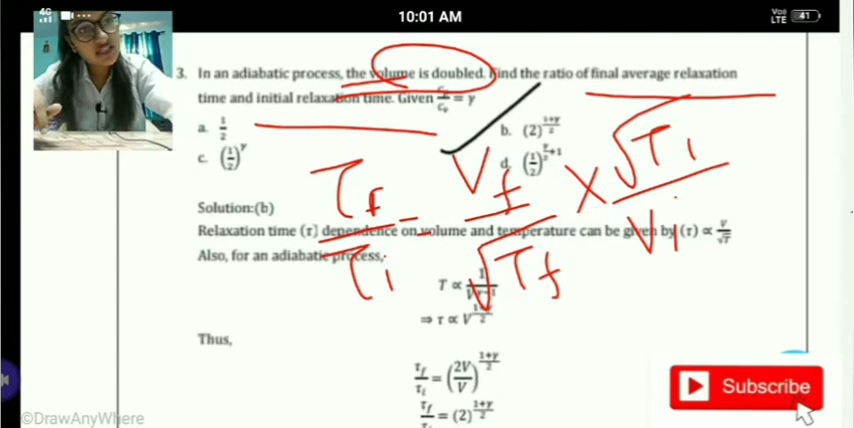 4G
10:01 AM
Vo))
LTE
41
3. In an adiabatic process, the volume is doubled. Find the ratio of final average relaxation
time and initial relaxation time. Given Cp/Cv = γ
a. 1/2
b. (2)^((1+γ)/2)
c. (1/2)^γ
d. (1/2)^(γ/2+1)
τf/τi = Vf/√Tf × √Ti/Vi
Solution:(b)
Relaxation time (τ) dependence on volume and temperature can be given by (τ) ∝ V/√T
Also, for an adiabatic process,
T ∝ 1/V^(γ−1)
⇒ τ ∝ V^((1+γ)/2)
Thus,
τf/τi = (2V/V)^((1+γ)/2)
τf/τi = (2)^((1+γ)/2)
Subscribe
©DrawAnyWhere